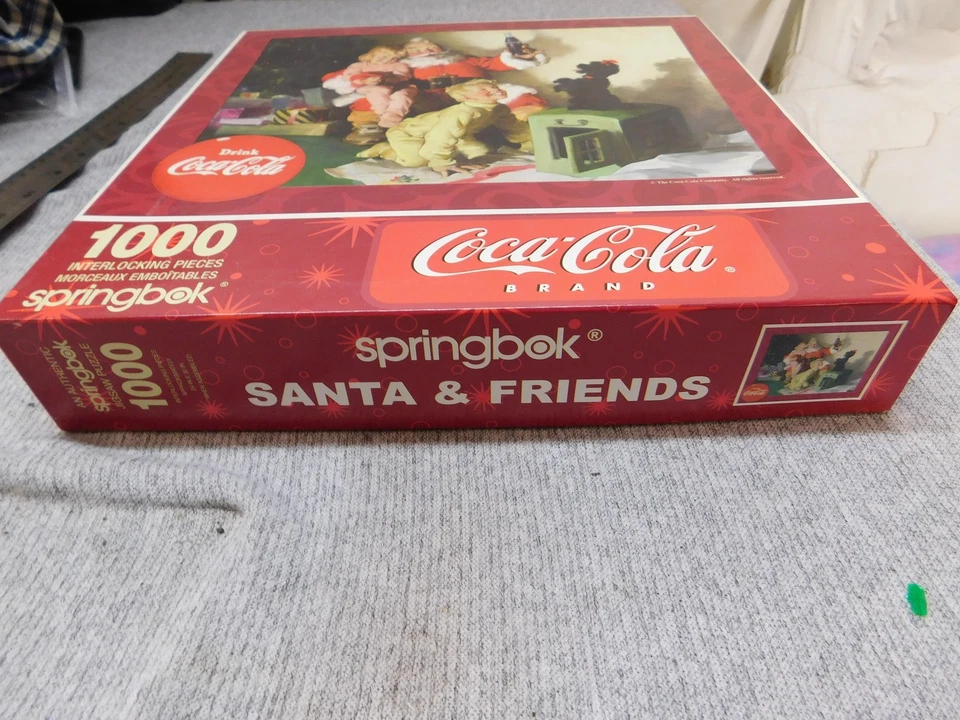 Drink
Coca-Cola
© The Coca-Cola Company. All rights reserved.
1000
INTERLOCKING PIECES
MORCEAUX EMBOÎTABLES
springbok®
Coca-Cola®
BRAND
springbok®
SANTA & FRIENDS
AN AUTHENTIC
springbok
JIGSAW PUZZLE
1000